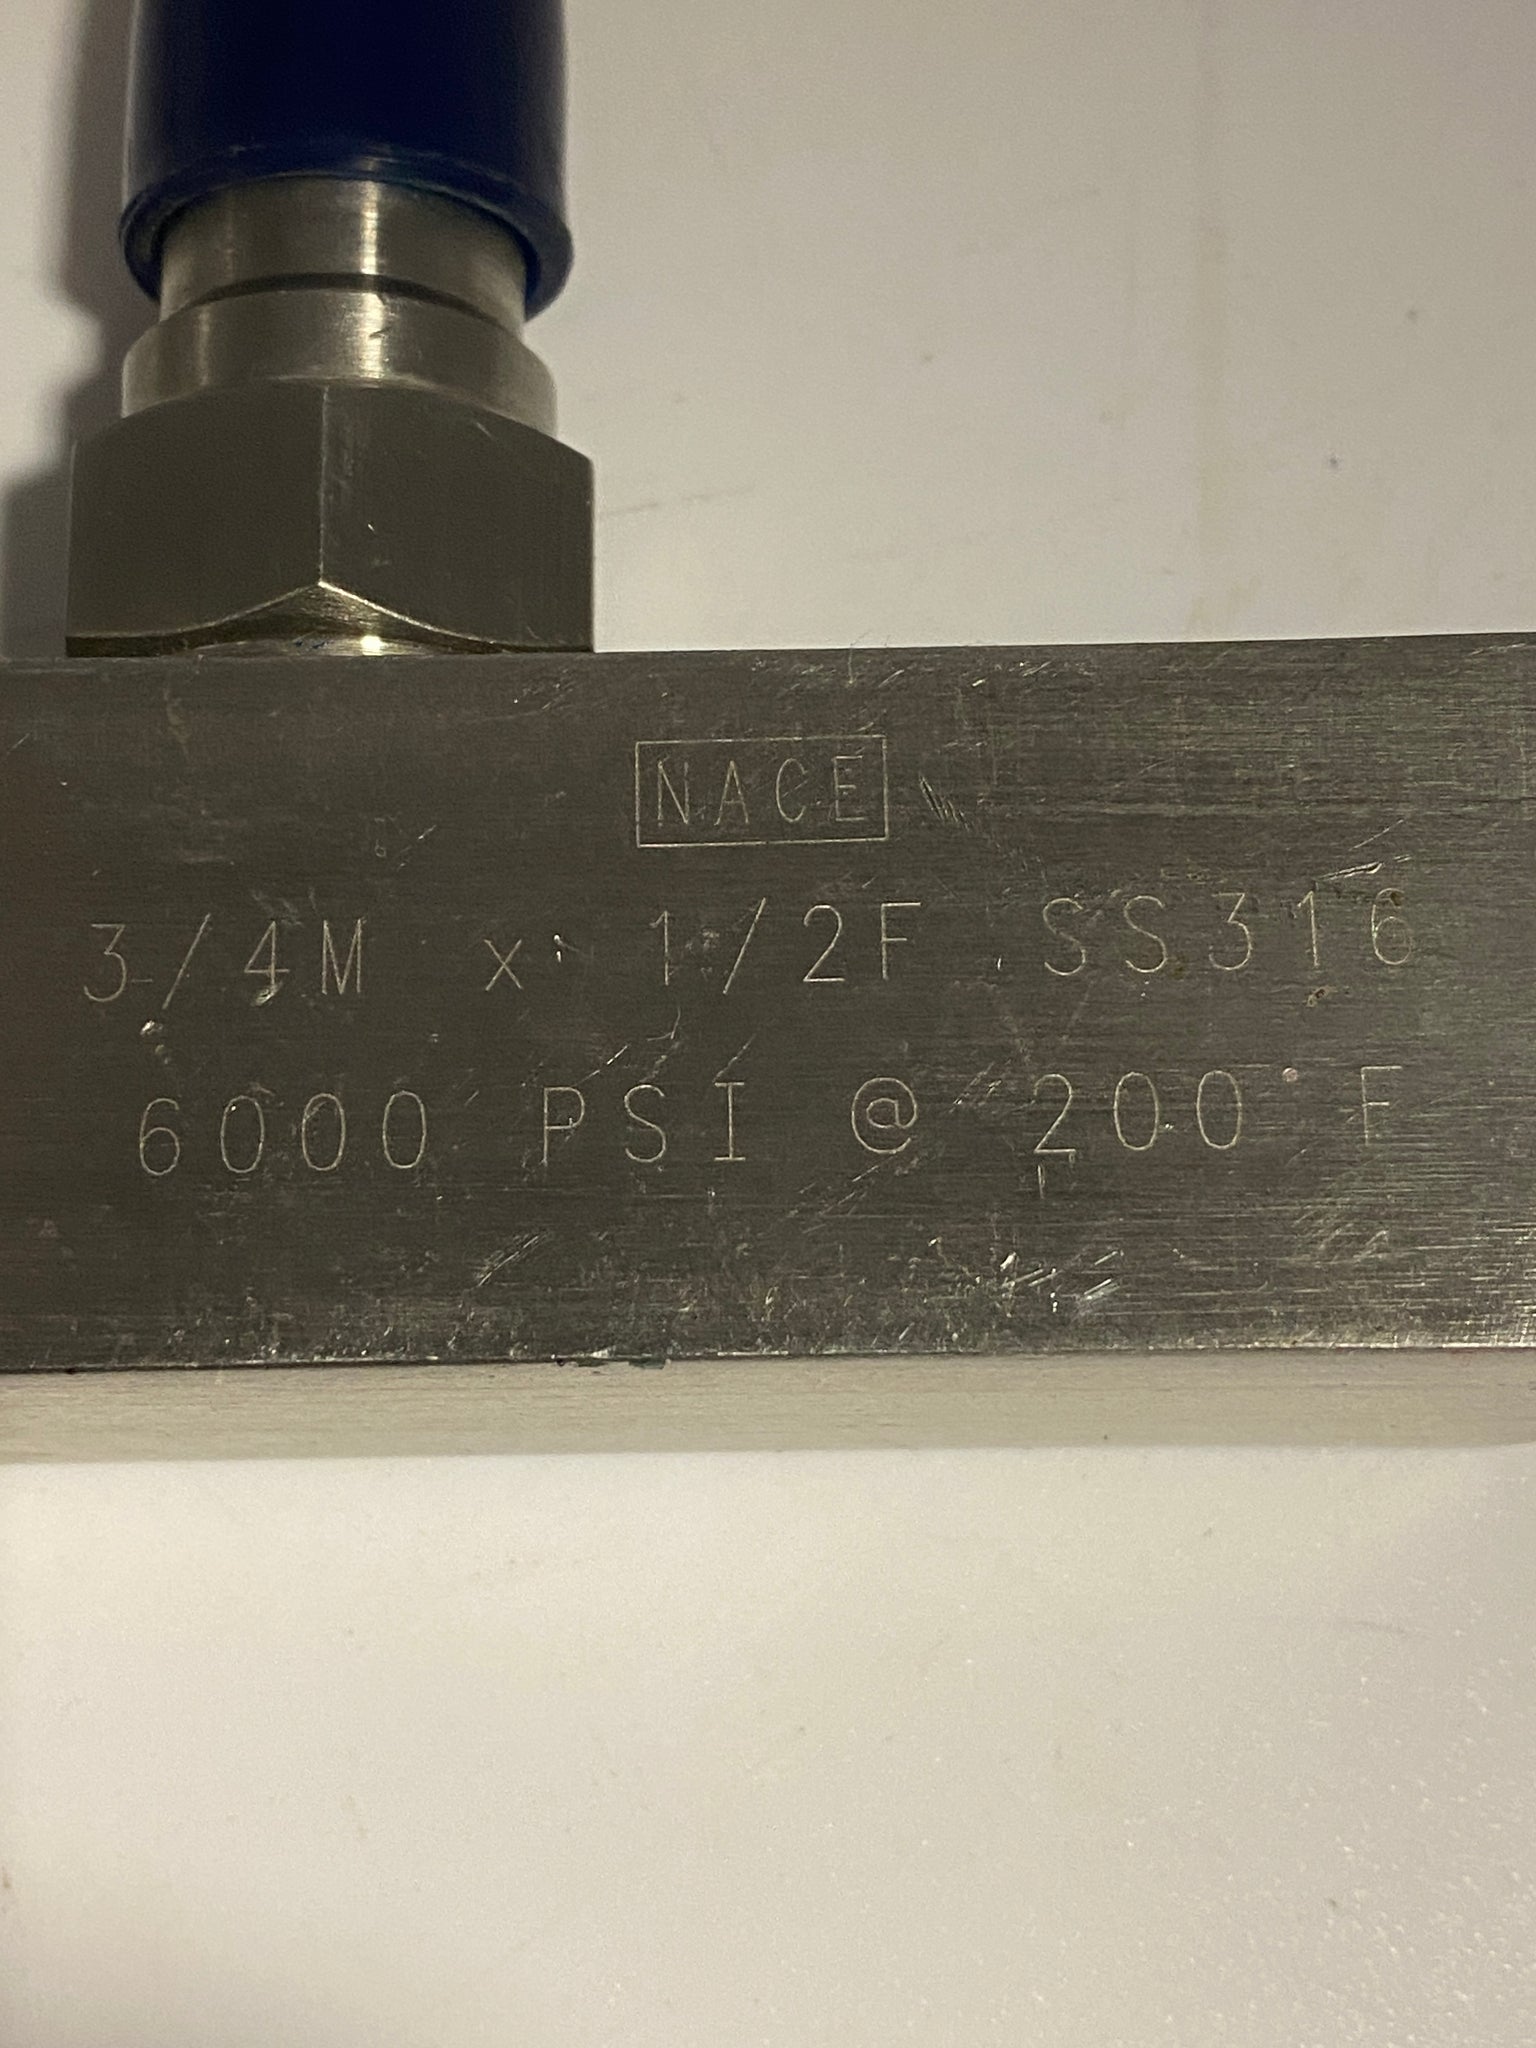 NACE
3/4M x 1/2F SS316
6000 PSI @ 200 F